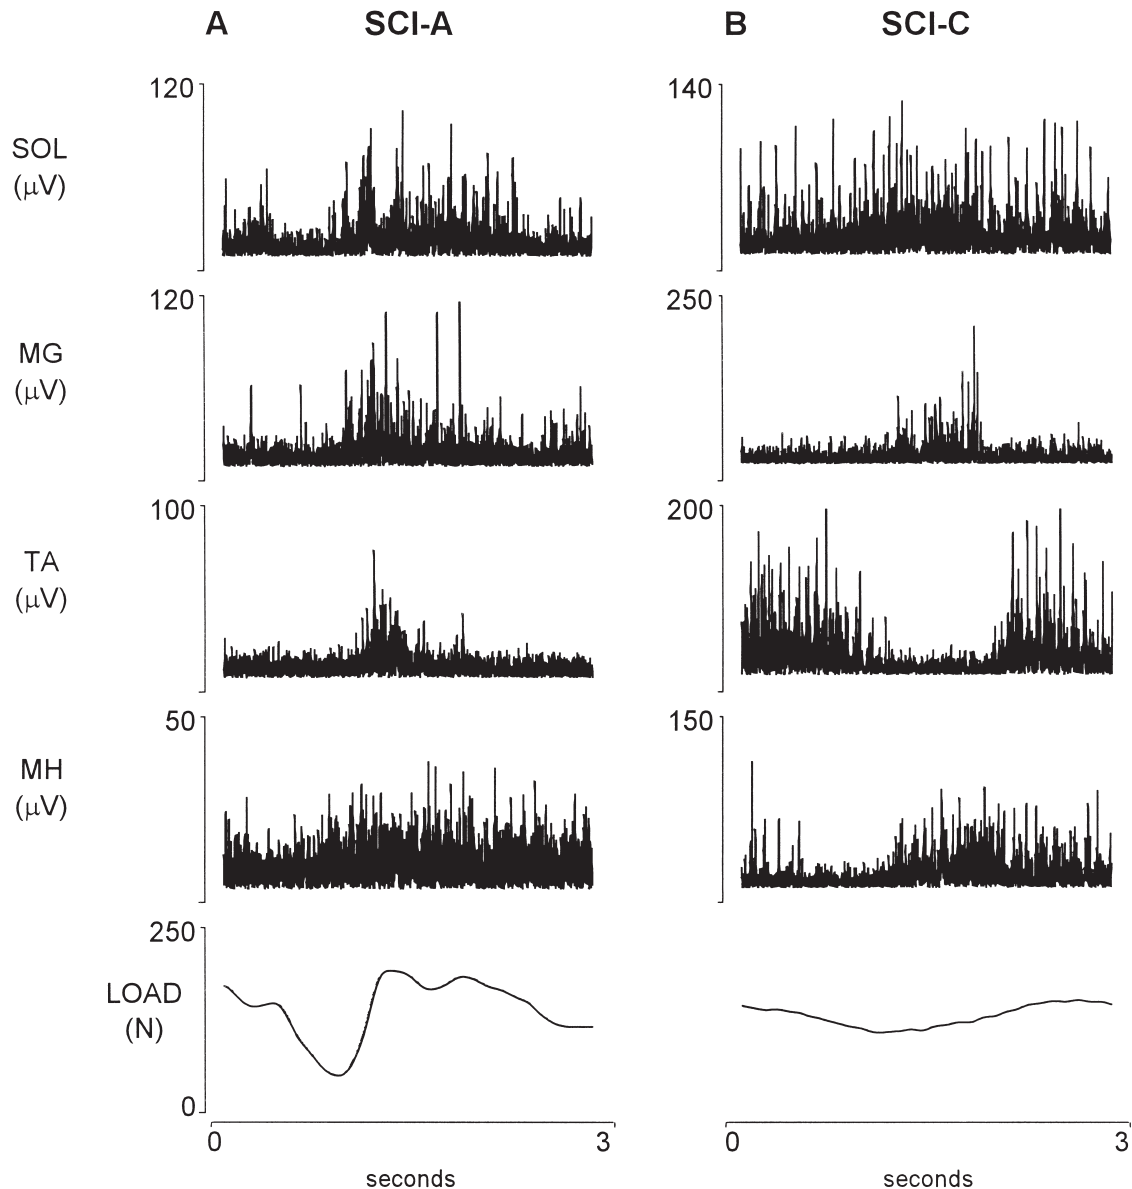 A SCI-A B SCI-C
120 140
SOL
(μV)
120 250
MG
(μV)
100 200
TA
(μV)
50 150
MH
(μV)
250
LOAD
(N)
0
0 3 0 3
seconds seconds